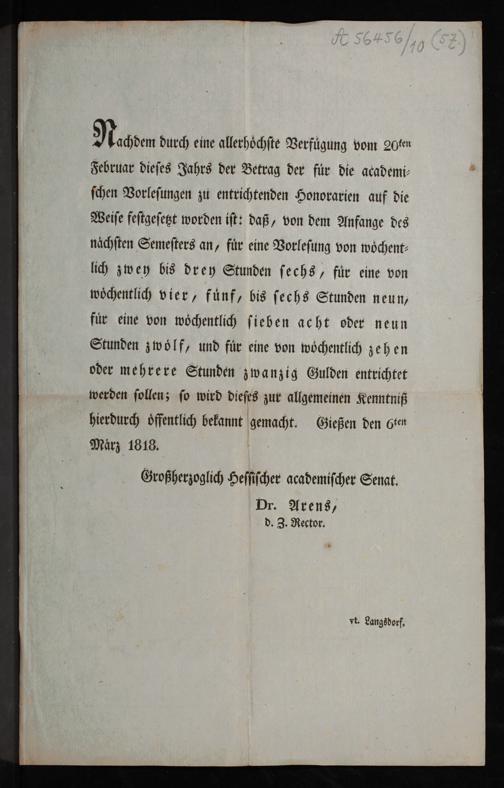 A 56456/10 (57.)
Nachdem durch eine allerhöchste Verfügung vom 20ten
Februar dieses Jahrs der Betrag der für die academi-
schen Vorlesungen zu entrichtenden Honorarien auf die
Weise festgesetzt worden ist: daß, von dem Anfange des
nächsten Semesters an, für eine Vorlesung von wöchent-
lich zwey bis drey Stunden sechs, für eine von
wöchentlich vier, fünf, bis sechs Stunden neun,
für eine von wöchentlich sieben acht oder neun
Stunden zwölf, und für eine von wöchentlich zehen
oder mehrere Stunden zwanzig Gulden entrichtet
werden sollen; so wird dieses zur allgemeinen Kenntniß
hierdurch öffentlich bekannt gemacht. Gießen den 6ten
März 1818.
Großherzoglich Hessischer academischer Senat.
Dr. Arens,
d. Z. Rector.
vt. Langsdorf.